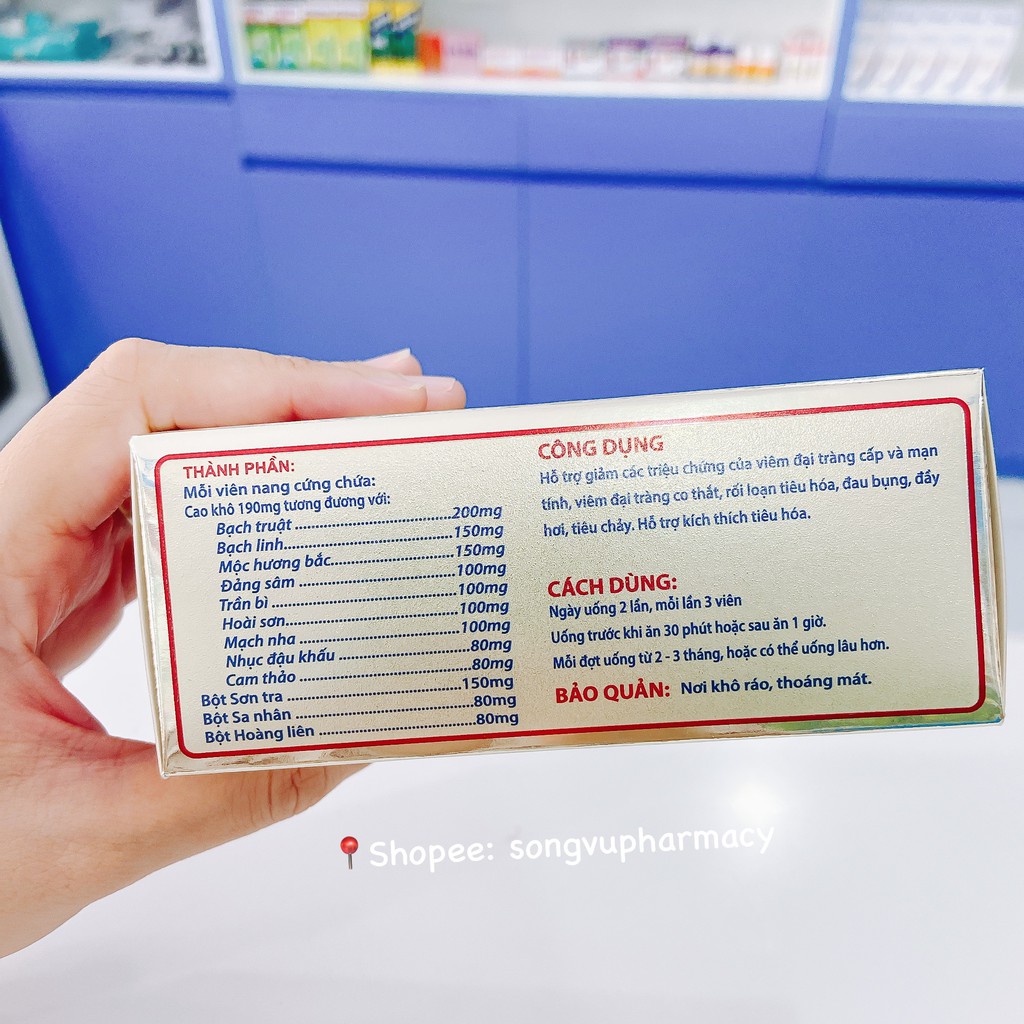 THÀNH PHẦN:
Mỗi viên nang cứng chứa:
Cao khô 190mg tương đương với:
Bạch truật ........................................200mg
Bạch linh............................................150mg
Mộc hương bắc................................150mg
Đảng sâm ........................................100mg
Trần bì ..............................................100mg
Hoài sơn............................................100mg
Mạch nha ........................................100mg
Nhục đậu khấu ................................80mg
Cam thảo ..........................................80mg
Bột Sơn tra ............................................150mg
Bột Sa nhân ............................................80mg
Bột Hoàng liên ........................................80mg
CÔNG DỤNG
Hỗ trợ giảm các triệu chứng của viêm đại tràng cấp và mạn
tính, viêm đại tràng co thắt, rối loạn tiêu hóa, đau bụng, đầy
hơi, tiêu chảy. Hỗ trợ kích thích tiêu hóa.
CÁCH DÙNG:
Ngày uống 2 lần, mỗi lần 3 viên
Uống trước khi ăn 30 phút hoặc sau ăn 1 giờ.
Mỗi đợt uống từ 2 - 3 tháng, hoặc có thể uống lâu hơn.
BẢO QUẢN: Nơi khô ráo, thoáng mát.
Shopee: songvupharmacy